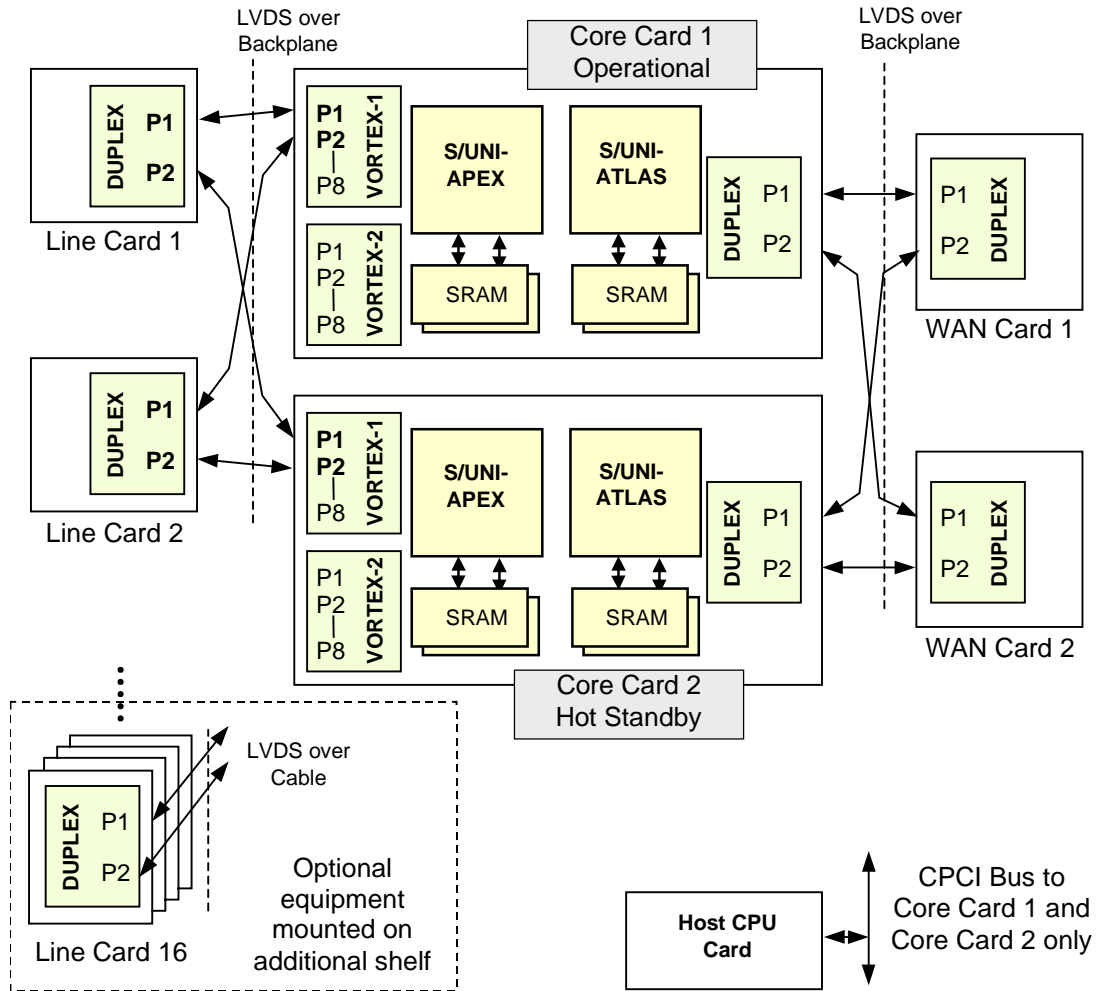 LVDS over
Backplane
Core Card 1
Operational
LVDS over
Backplane
DUPLEX
P1
P2
Line Card 1
P1
P2
P8
VORTEX-1
P1
P2
P8
VORTEX-2
S/UNI-
APEX
SRAM
S/UNI-
ATLAS
SRAM
DUPLEX
P1
P2
P1
P2
DUPLEX
WAN Card 1
DUPLEX
P1
P2
Line Card 2
P1
P2
P8
VORTEX-1
P1
P2
P8
VORTEX-2
S/UNI-
APEX
SRAM
S/UNI-
ATLAS
SRAM
DUPLEX
P1
P2
P1
P2
DUPLEX
WAN Card 2
Core Card 2
Hot Standby
LVDS over
Cable
DUPLEX
P1
P2
Line Card 16
Optional
equipment
mounted on
additional shelf
Host CPU
Card
CPCI Bus to
Core Card 1 and
Core Card 2 only